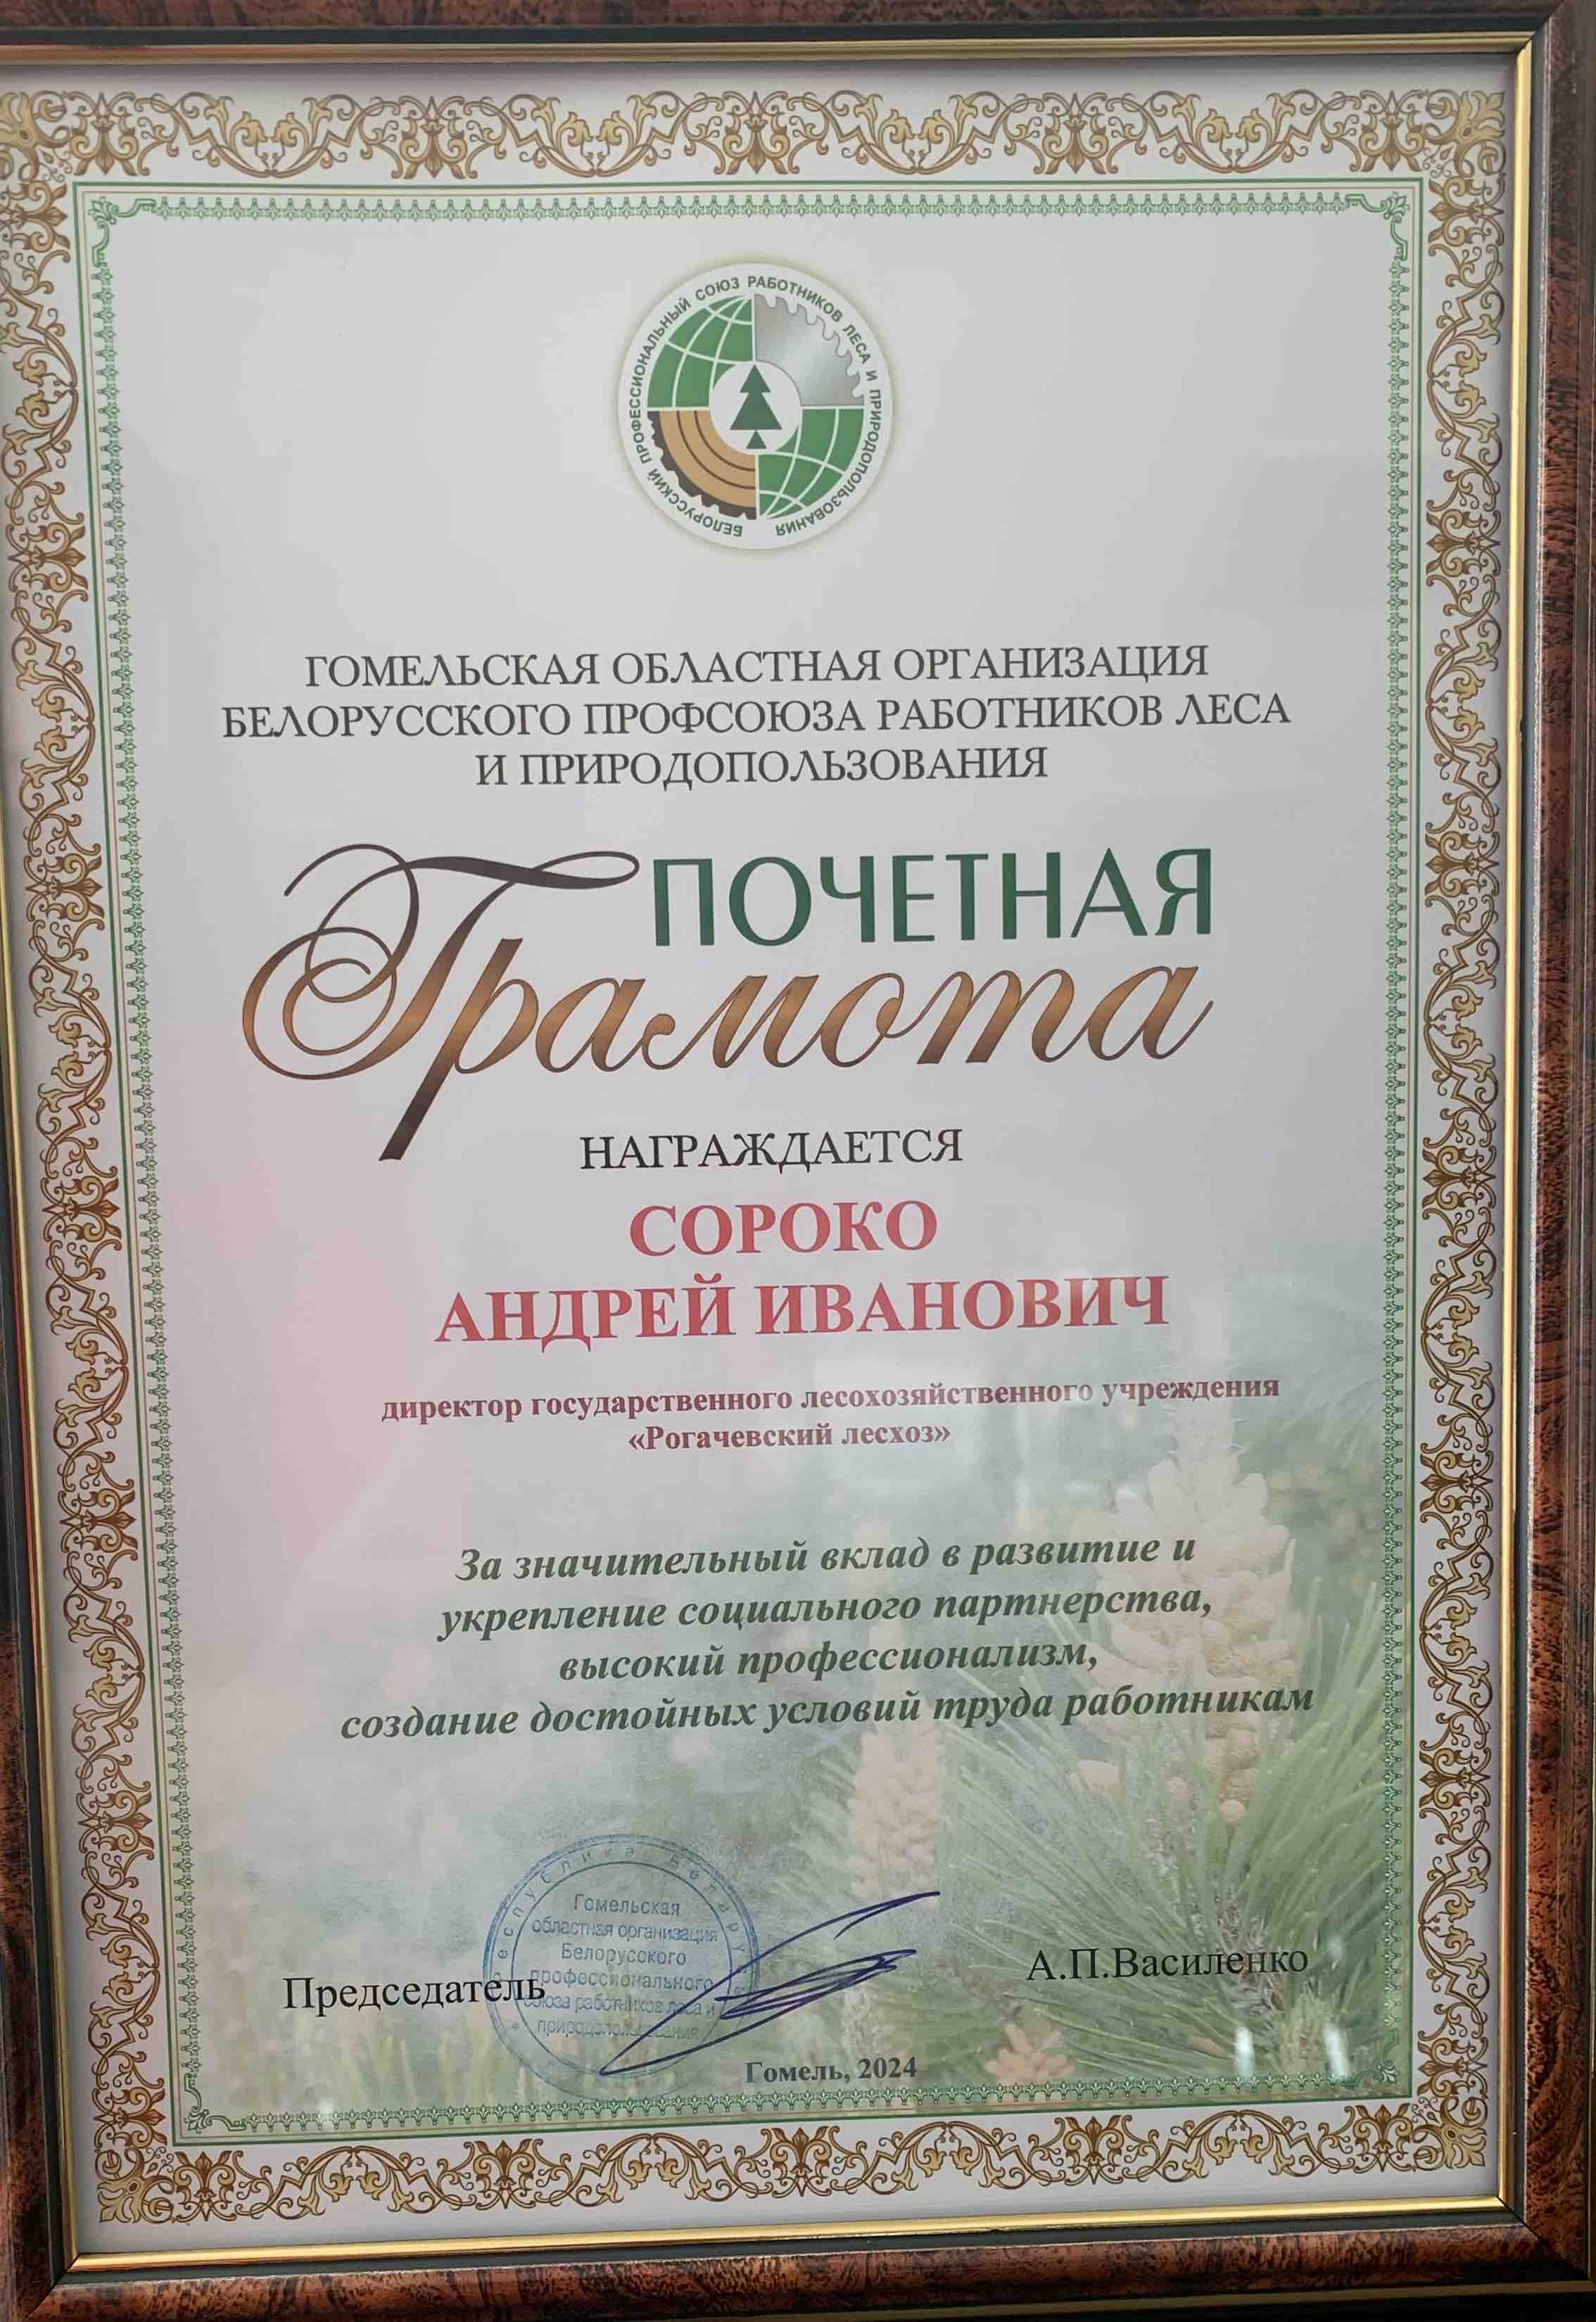 БЕЛОРУССКИЙ ПРОФЕССИОНАЛЬНЫЙ СОЮЗ РАБОТНИКОВ ЛЕСА И ПРИРОДОПОЛЬЗОВАНИЯ
ГОМЕЛЬСКАЯ ОБЛАСТНАЯ ОРГАНИЗАЦИЯ
БЕЛОРУССКОГО ПРОФСОЮЗА РАБОТНИКОВ ЛЕСА
И ПРИРОДОПОЛЬЗОВАНИЯ
ПОЧЕТНАЯ
Грамота
НАГРАЖДАЕТСЯ
СОРОКО
АНДРЕЙ ИВАНОВИЧ
директор государственного лесохозяйственного учреждения
«Рогачевский лесхоз»
За значительный вклад в развитие и
укрепление социального партнерства,
высокий профессионализм,
создание достойных условий труда работникам
Республика Беларусь
Гомельская
областная организация
Белорусского
профессионального
союза работников леса и
природопользования
Председатель
А.П.Василенко
Гомель, 2024